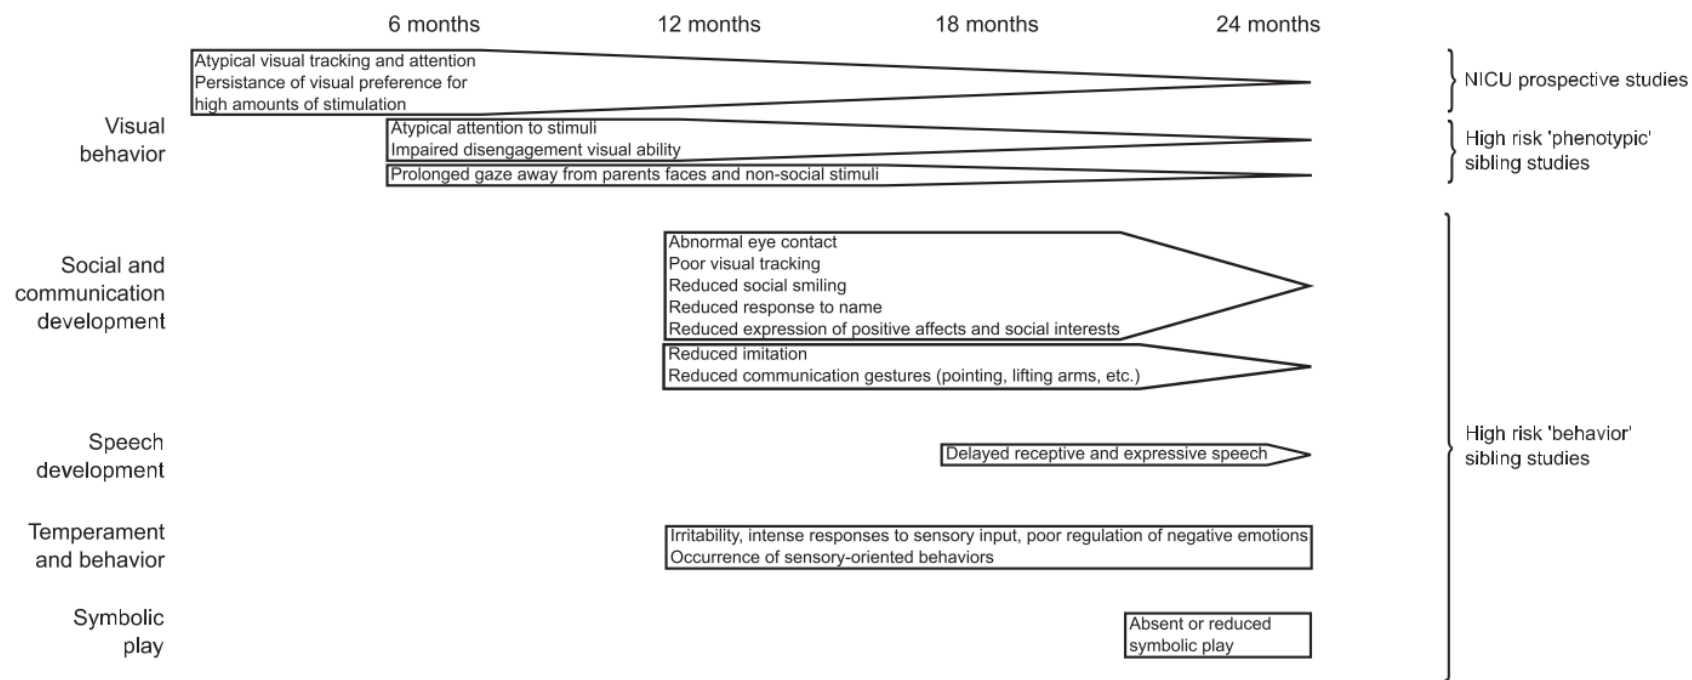 6 months 12 months 18 months 24 months
Atypical visual tracking and attention
Persistance of visual preference for
high amounts of stimulation
NICU prospective studies
Visual
behavior
Atypical attention to stimuli
Impaired disengagement visual ability
Prolonged gaze away from parents faces and non-social stimuli
High risk 'phenotypic'
sibling studies
Social and
communication
development
Abnormal eye contact
Poor visual tracking
Reduced social smiling
Reduced response to name
Reduced expression of positive affects and social interests
Reduced imitation
Reduced communication gestures (pointing, lifting arms, etc.)
Speech
development
Delayed receptive and expressive speech
High risk 'behavior'
sibling studies
Temperament
and behavior
Irritability, intense responses to sensory input, poor regulation of negative emotions
Occurrence of sensory-oriented behaviors
Symbolic
play
Absent or reduced
symbolic play